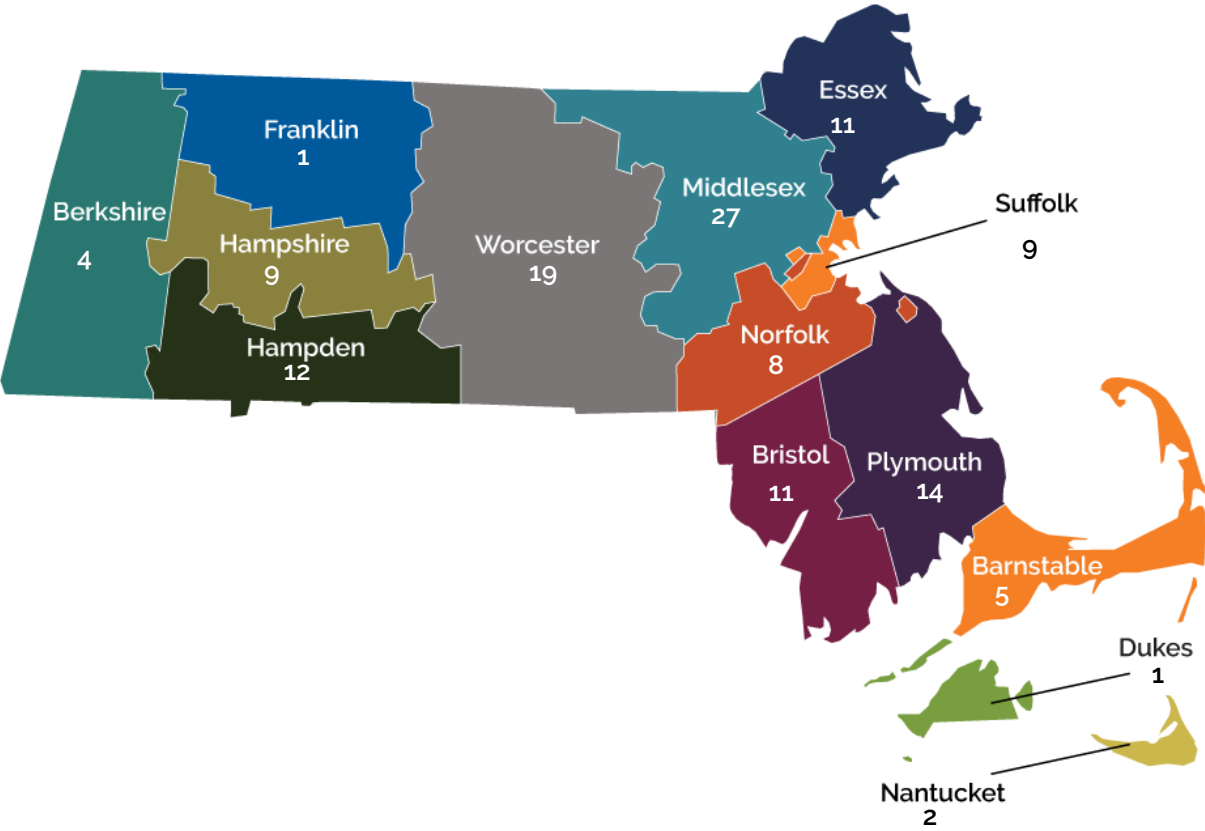 Essex
11
Franklin
1
Middlesex
27
Suffolk
9
Berkshire
4
Hampshire
9
Worcester
19
Norfolk
8
Hampden
12
Bristol
11
Plymouth
14
Barnstable
5
Dukes
1
Nantucket
2